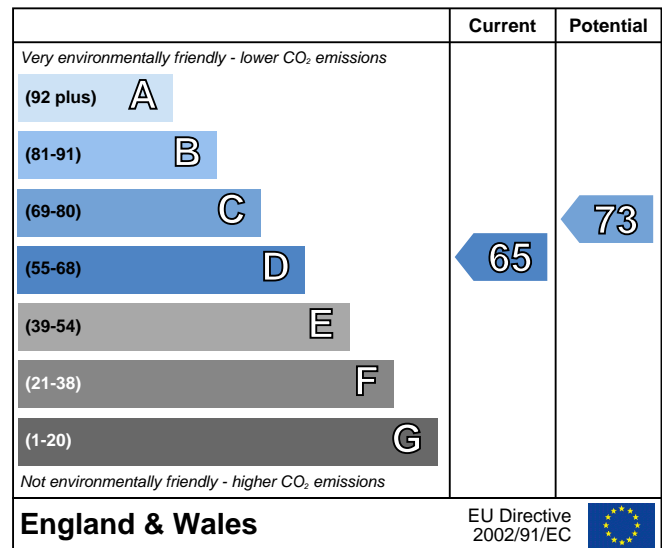 Current Potential
Very environmentally friendly - lower CO₂ emissions
(92 plus) A
(81-91) B
(69-80) C
73
(55-68) D
65
(39-54) E
(21-38) F
(1-20) G
Not environmentally friendly - higher CO₂ emissions
England & Wales
EU Directive
2002/91/EC